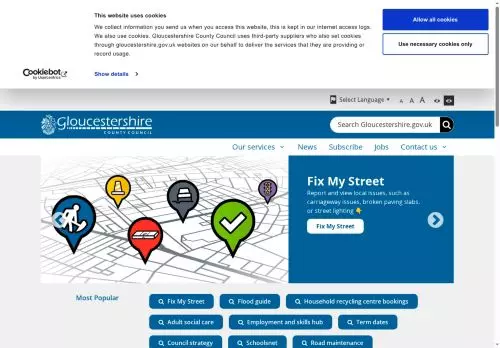 This website uses cookies
We collect information you send us when you access this website, this is kept in our internet access logs.
We also use cookies. Gloucestershire County Council uses third-party suppliers who also set cookies
through gloucestershire.gov.uk websites on our behalf to deliver the services that they are providing or
record usage.
Allow all cookies
Use necessary cookies only
Cookiebot
by Usercentrics
Show details
Select Language
A A A
Gloucestershire
COUNTY COUNCIL
Search Gloucestershire.gov.uk
Our services News Subscribe Jobs Contact us
Fix My Street
Report and view local issues, such as
carriageway issues, broken paving slabs,
or street lighting 👇
Fix My Street
Most Popular
Fix My Street Flood guide Household recycling centre bookings
Adult social care Employment and skills hub Term dates
Council strategy Schoolsnet Road maintenance